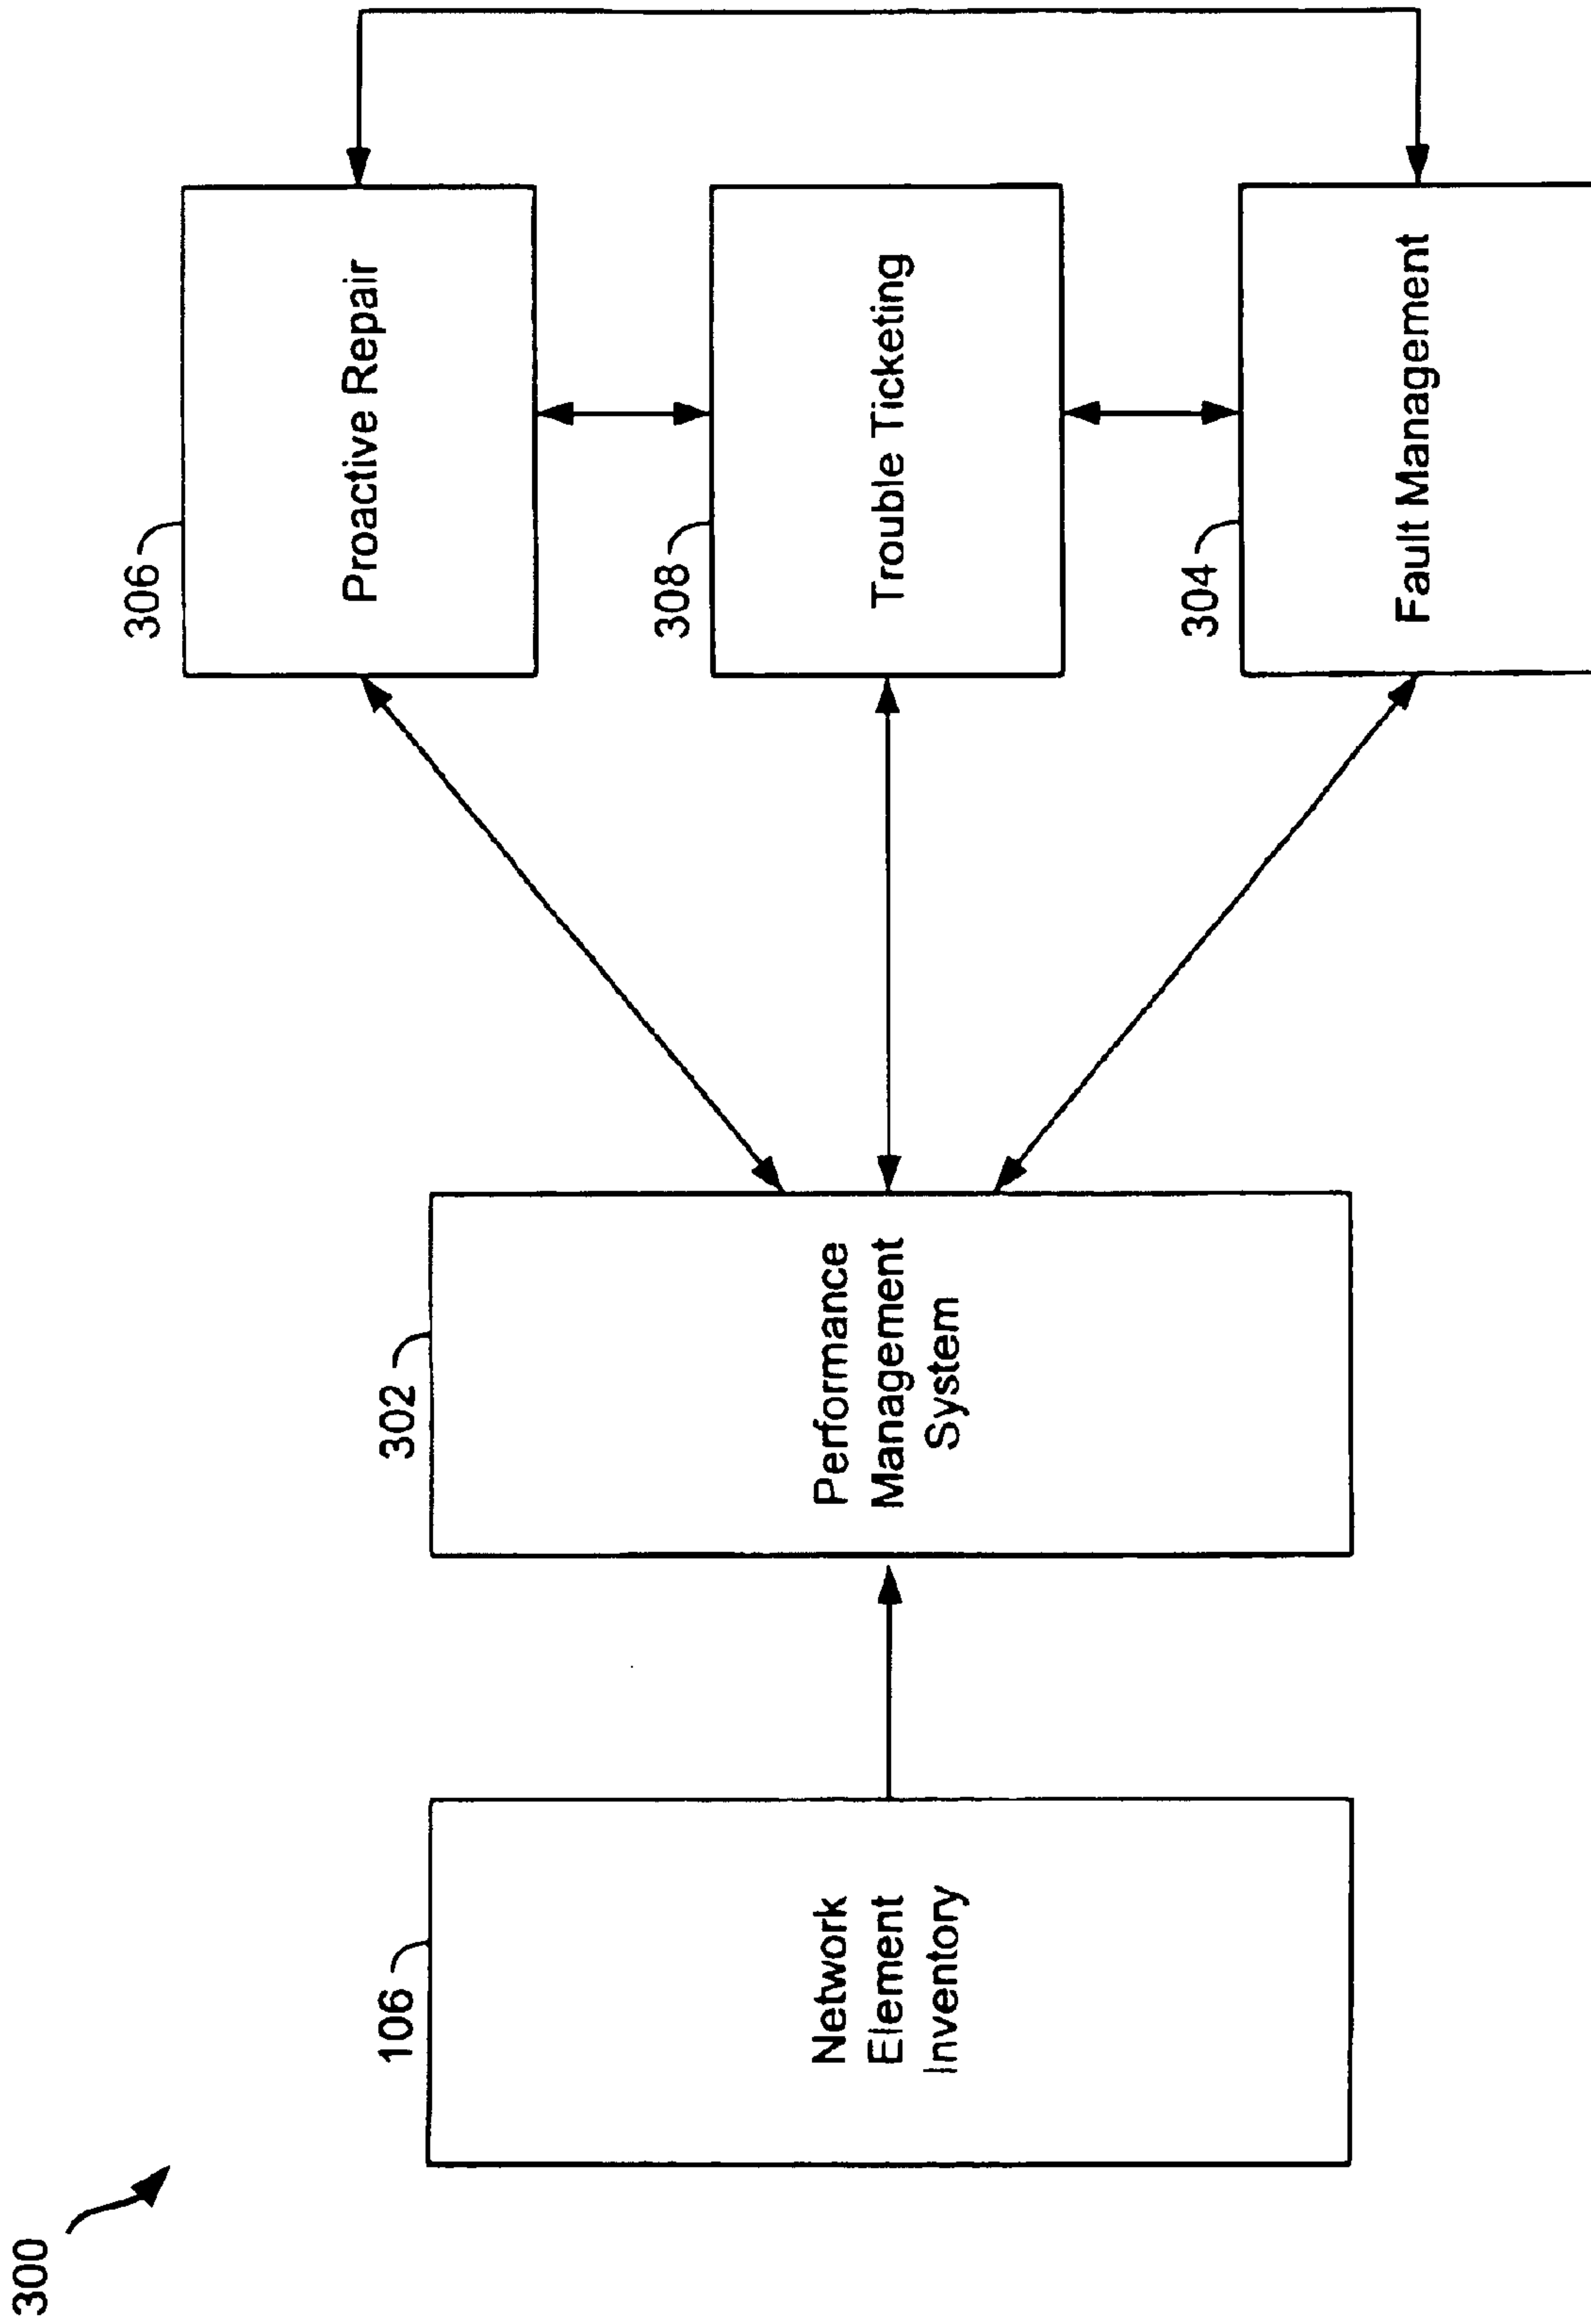 300
106
Network
Element
Inventory
302
Performance
Management
System
306
Proactive Repair
308
Trouble Ticketing
304
Fault Management